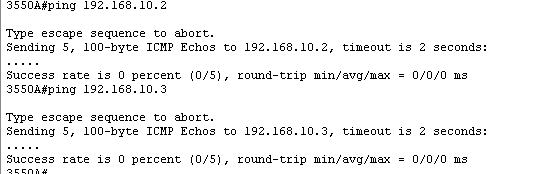 3550A#ping 192.168.10.2
Type escape sequence to abort.
Sending 5, 100-byte ICMP Echos to 192.168.10.2, timeout is 2 seconds:
.....
Success rate is 0 percent (0/5), round-trip min/avg/max = 0/0/0 ms
3550A#ping 192.168.10.3
Type escape sequence to abort.
Sending 5, 100-byte ICMP Echos to 192.168.10.3, timeout is 2 seconds:
.....
Success rate is 0 percent (0/5), round-trip min/avg/max = 0/0/0 ms
3550A#